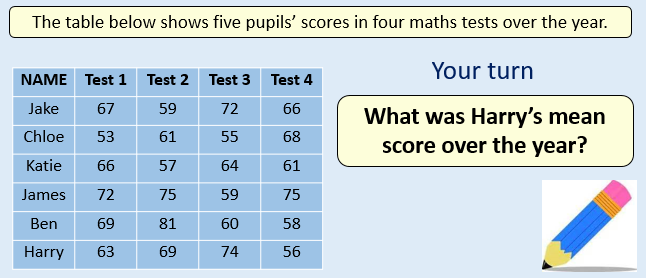 The table below shows five pupils’ scores in four maths tests over the year.
Your turn
What was Harry’s mean
score over the year?
NAME Test 1 Test 2 Test 3 Test 4
Jake 67 59 72 66
Chloe 53 61 55 68
Katie 66 57 64 61
James 72 75 59 75
Ben 69 81 60 58
Harry 63 69 74 56